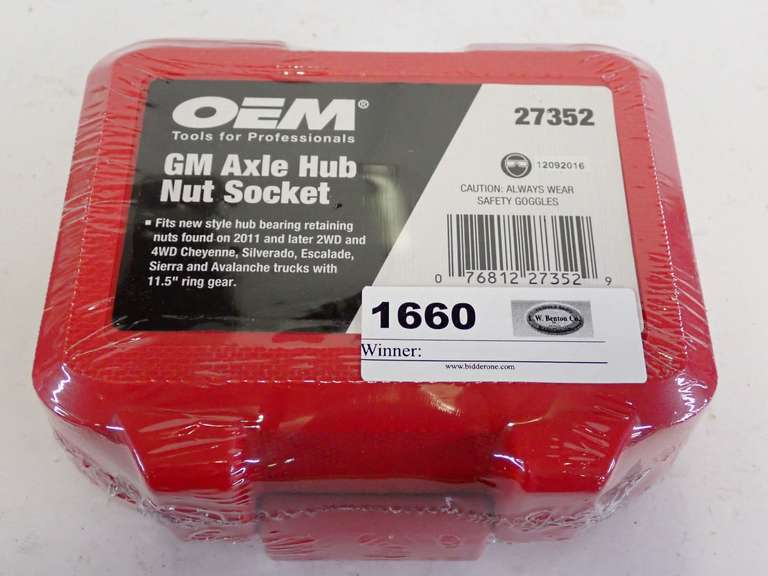 OEM®
Tools for Professionals
GM Axle Hub
Nut Socket
▪ Fits new style hub bearing retaining
nuts found on 2011 and later 2WD and
4WD Cheyenne, Silverado, Escalade,
Sierra and Avalanche trucks with
11.5" ring gear.
27352
12092016
CAUTION: ALWAYS WEAR
SAFETY GOGGLES
0 76812 27352 9
1660
J. W. Benton Co.
Winner:
www.bidderone.com